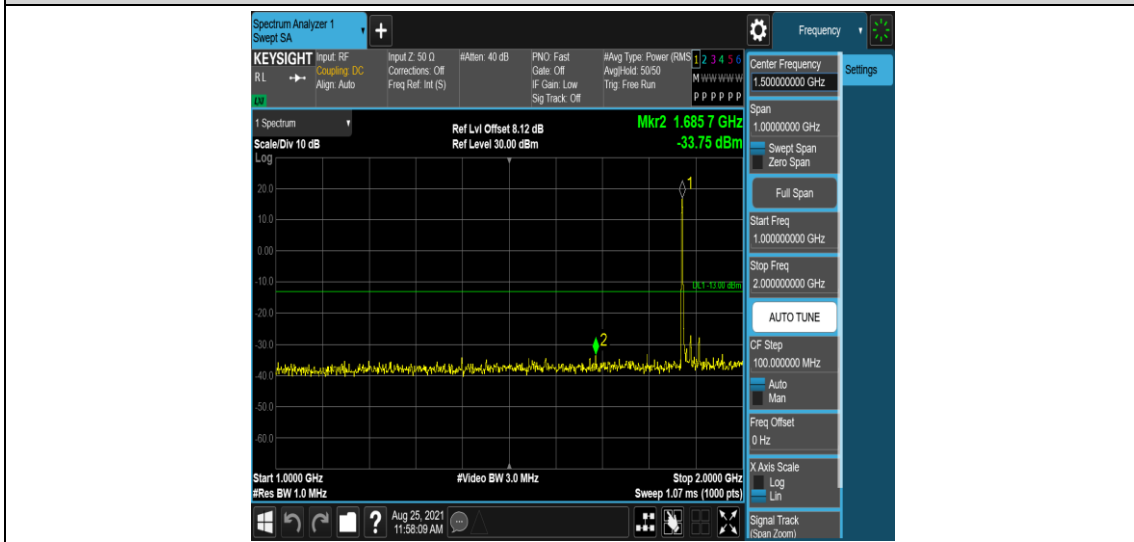 Spectrum Analyzer 1
Swept SA
+
Frequency
KEYSIGHT
RL
LXI
Input: RF
Coupling: DC
Align: Auto
Input Z: 50 Ω
Corrections: Off
Freq Ref: Int (S)
#Atten: 40 dB
PNO: Fast
Gate: Off
IF Gain: Low
Sig Track: Off
#Avg Type: Power (RMS
Avg|Hold: 50/50
Trig: Free Run
1 2 3 4 5 6
M W W W W W
P P P P P P
1 Spectrum
Scale/Div 10 dB
Log
Ref Lvl Offset 8.12 dB
Ref Level 30.00 dBm
Mkr2 1.685 7 GHz
-33.75 dBm
20.0
10.0
0.00
-10.0
-20.0
-30.0
-40.0
-50.0
-60.0
1
DL1 -13.00 dBm
2
Start 1.0000 GHz
#Res BW 1.0 MHz
#Video BW 3.0 MHz
Stop 2.0000 GHz
Sweep 1.07 ms (1000 pts)
Center Frequency
1.500000000 GHz
Settings
Span
1.00000000 GHz
Swept Span
Zero Span
Full Span
Start Freq
1.000000000 GHz
Stop Freq
2.000000000 GHz
AUTO TUNE
CF Step
100.000000 MHz
Auto
Man
Freq Offset
0 Hz
X Axis Scale
Log
Lin
Signal Track
(Span Zoom)
?
Aug 25, 2021
11:58:09 AM